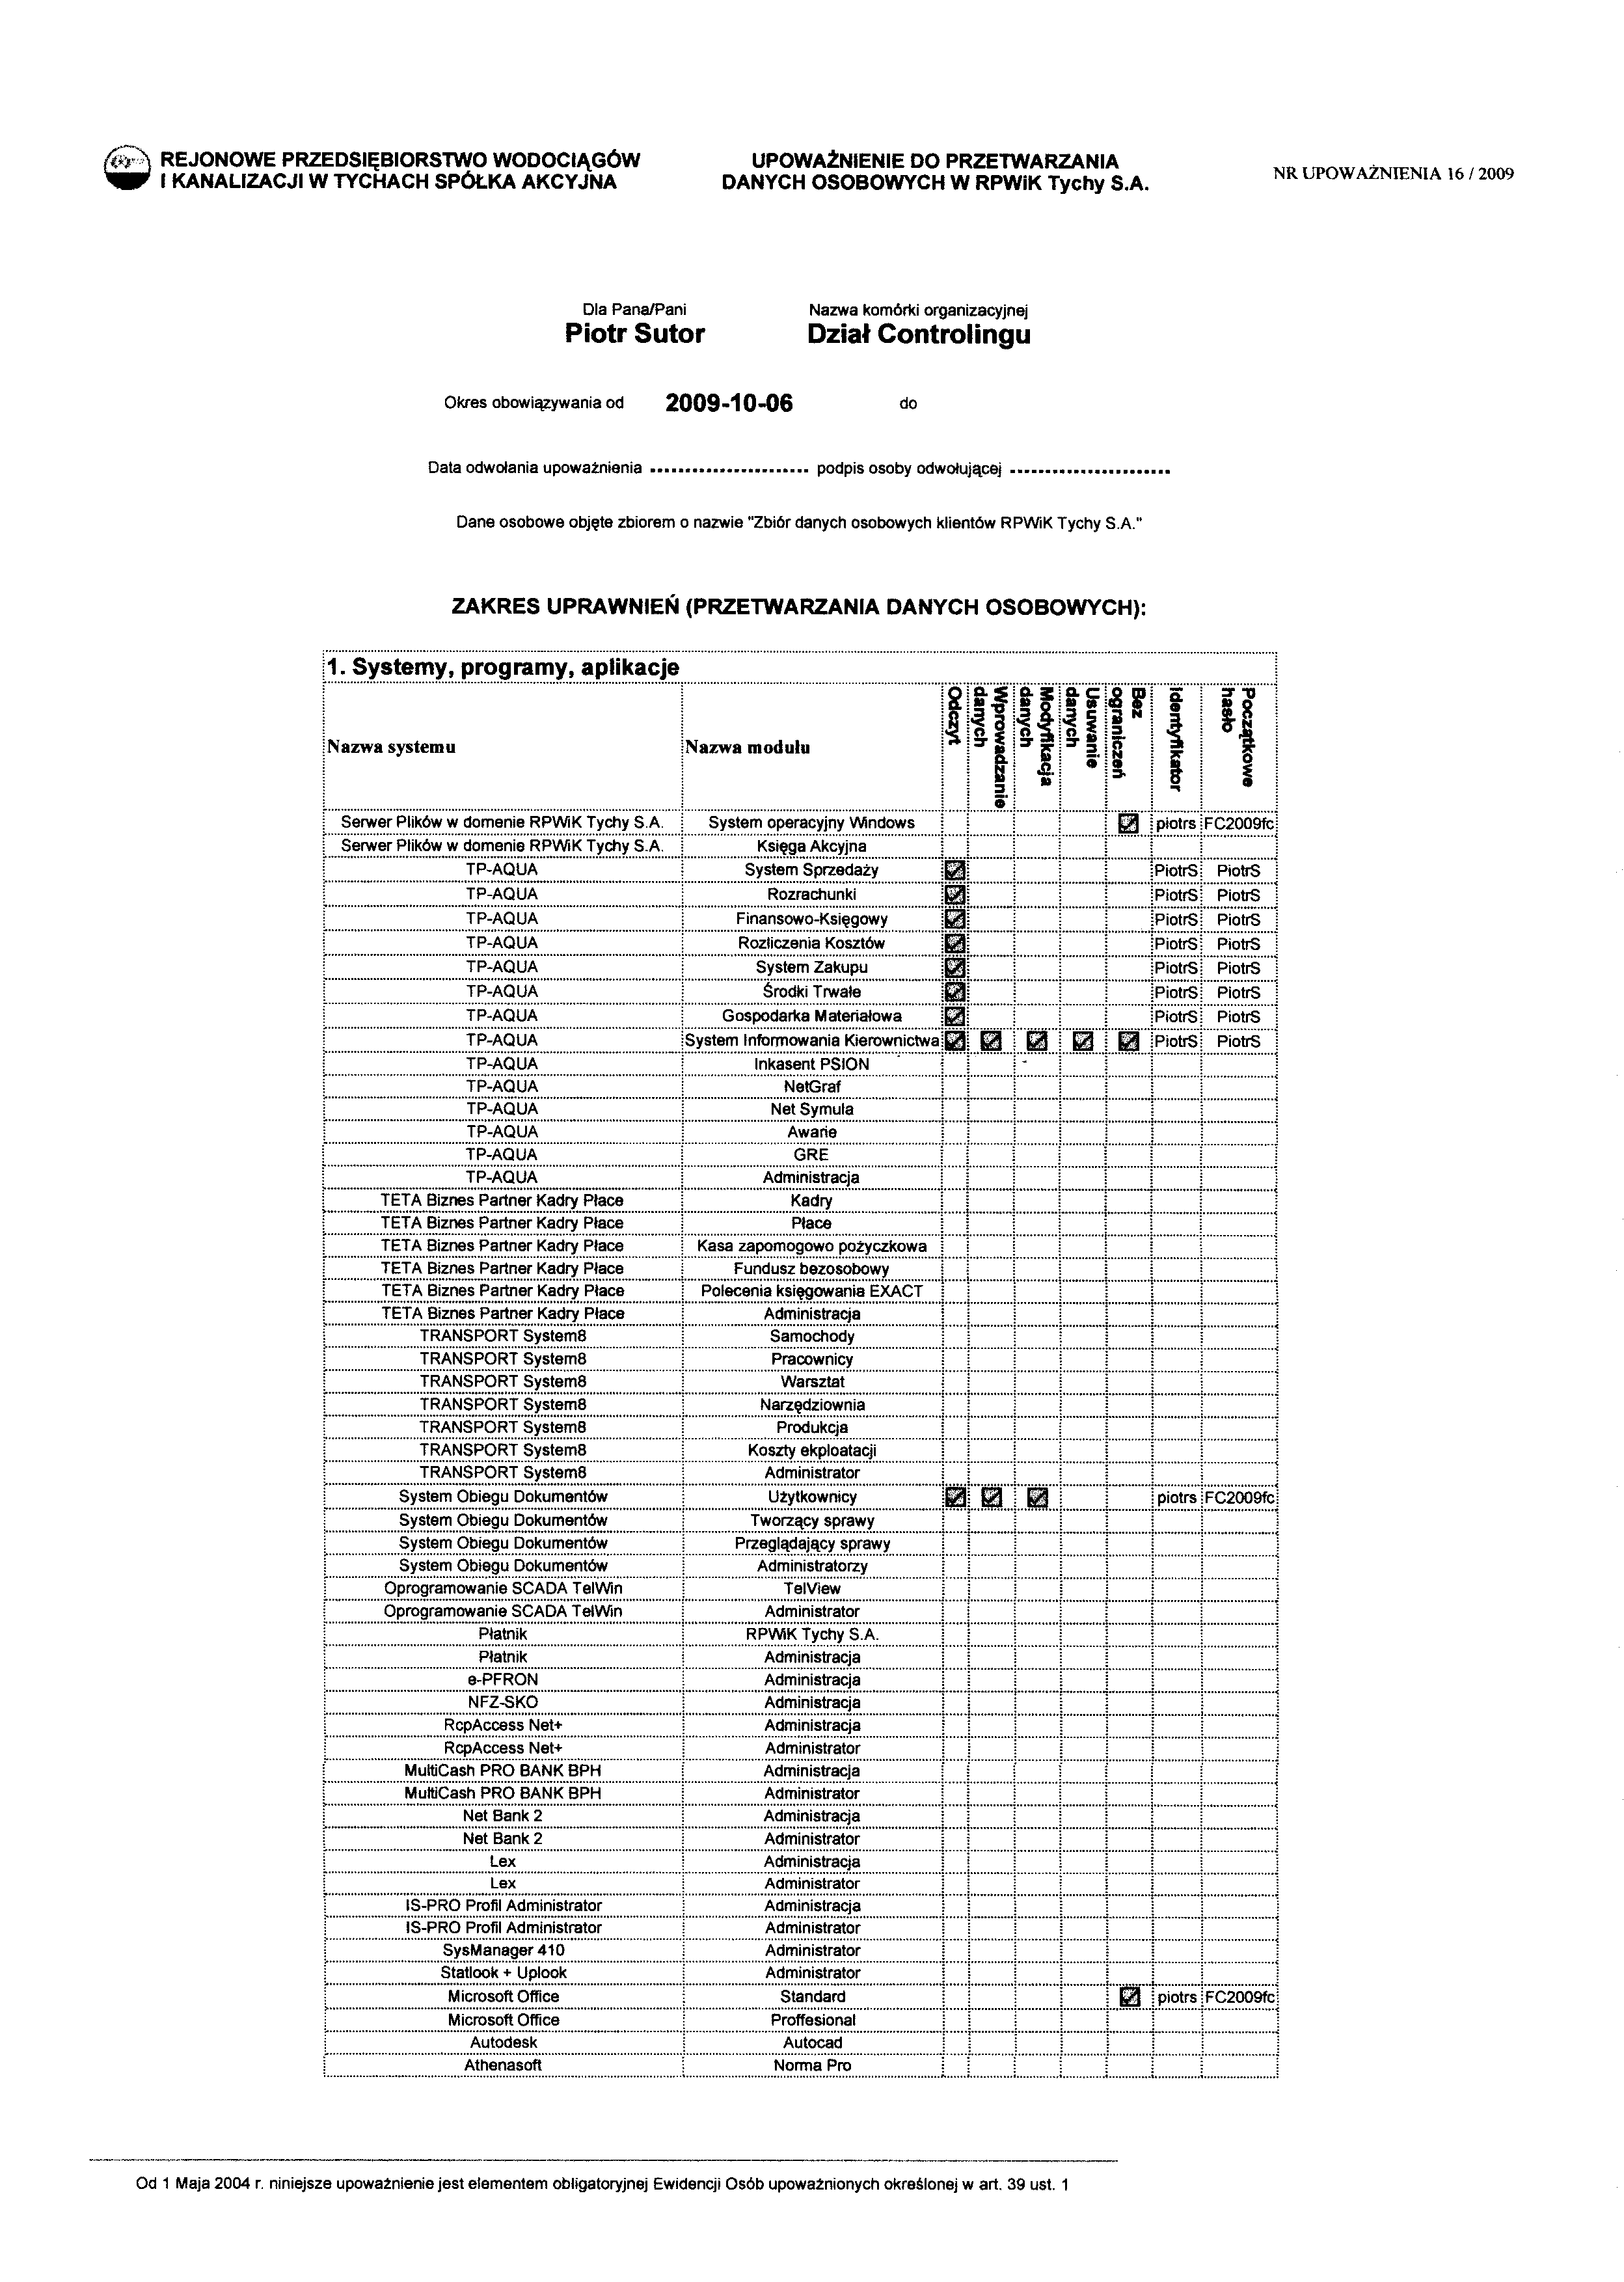 REJONOWE PRZEDSIĘBIORSTWO WODOCIĄGÓW
I KANALIZACJI W TYCHACH SPÓŁKA AKCYJNA
UPOWAŻNIENIE DO PRZETWARZANIA
DANYCH OSOBOWYCH W RPWiK Tychy S.A.
NR UPOWAŻNIENIA 16 / 2009
Dla Pana/Pani
Piotr Sutor
Nazwa komórki organizacyjnej
Dział Controlingu
Okres obowiązywania od 2009-10-06 do
Data odwołania upoważnienia ....................... podpis osoby odwołującej .......................
Dane osobowe objęte zbiorem o nazwie "Zbiór danych osobowych klientów RPWiK Tychy S.A."
ZAKRES UPRAWNIEŃ (PRZETWARZANIA DANYCH OSOBOWYCH):
1. Systemy, programy, aplikacje
Nazwa systemu Nazwa modułu Odczyt Wprowadzanie danych Modyfikacja danych Usuwanie danych Bez ograniczeń Identyfikator Początkowe hasło
Serwer Plików w domenie RPWiK Tychy S.A. System operacyjny Windows ☑ piotrs FC2009fc
Serwer Plików w domenie RPWiK Tychy S.A. Księga Akcyjna
TP-AQUA System Sprzedaży ☑ PiotrS PiotrS
TP-AQUA Rozrachunki ☑ PiotrS PiotrS
TP-AQUA Finansowo-Księgowy ☑ PiotrS PiotrS
TP-AQUA Rozliczenia Kosztów ☑ PiotrS PiotrS
TP-AQUA System Zakupu ☑ PiotrS PiotrS
TP-AQUA Środki Trwałe ☑ PiotrS PiotrS
TP-AQUA Gospodarka Materiałowa ☑ PiotrS PiotrS
TP-AQUA System Informowania Kierownictwa ☑ ☑ ☑ ☑ ☑ PiotrS PiotrS
TP-AQUA Inkasent PSION
TP-AQUA NetGraf
TP-AQUA Net Symula
TP-AQUA Awarie
TP-AQUA GRE
TP-AQUA Administracja
TETA Biznes Partner Kadry Płace Kadry
TETA Biznes Partner Kadry Płace Płace
TETA Biznes Partner Kadry Płace Kasa zapomogowo pożyczkowa
TETA Biznes Partner Kadry Płace Fundusz bezosobowy
TETA Biznes Partner Kadry Płace Polecenia księgowania EXACT
TETA Biznes Partner Kadry Płace Administracja
TRANSPORT System8 Samochody
TRANSPORT System8 Pracownicy
TRANSPORT System8 Warsztat
TRANSPORT System8 Narzędziownia
TRANSPORT System8 Produkcja
TRANSPORT System8 Koszty ekploatacji
TRANSPORT System8 Administrator
System Obiegu Dokumentów Użytkownicy ☑ ☑ ☑ piotrs FC2009fc
System Obiegu Dokumentów Tworzący sprawy
System Obiegu Dokumentów Przeglądający sprawy
System Obiegu Dokumentów Administratorzy
Oprogramowanie SCADA TelWin TelView
Oprogramowanie SCADA TelWin Administrator
Płatnik RPWiK Tychy S.A.
Płatnik Administracja
e-PFRON Administracja
NFZ-SKO Administracja
RcpAccess Net+ Administracja
RcpAccess Net+ Administrator
MultiCash PRO BANK BPH Administracja
MultiCash PRO BANK BPH Administrator
Net Bank 2 Administracja
Net Bank 2 Administrator
Lex Administracja
Lex Administrator
IS-PRO Profil Administrator Administracja
IS-PRO Profil Administrator Administrator
SysManager 410 Administrator
Statlook + Uplook Administrator
Microsoft Office Standard ☑ piotrs FC2009fc
Microsoft Office Proffesional
Autodesk Autocad
Athenasoft Norma Pro
Od 1 Maja 2004 r. niniejsze upoważnienie jest elementem obligatoryjnej Ewidencji Osób upoważnionych określonej w art. 39 ust. 1